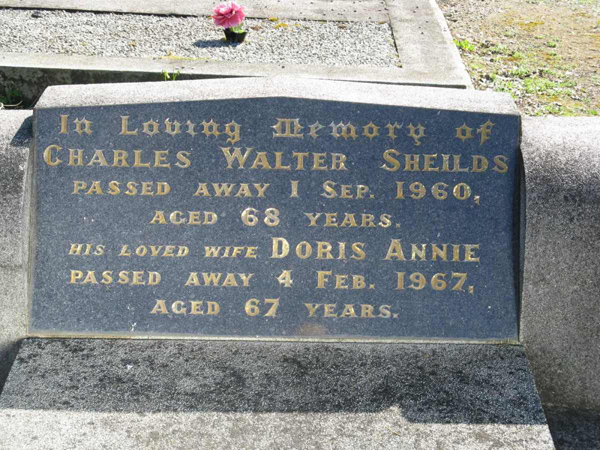 In Loving Memory of
CHARLES WALTER SHEILDS
PASSED AWAY 1 SEP. 1960,
AGED 68 YEARS.
HIS LOVED WIFE DORIS ANNIE
PASSED AWAY 4 FEB. 1967,
AGED 67 YEARS.